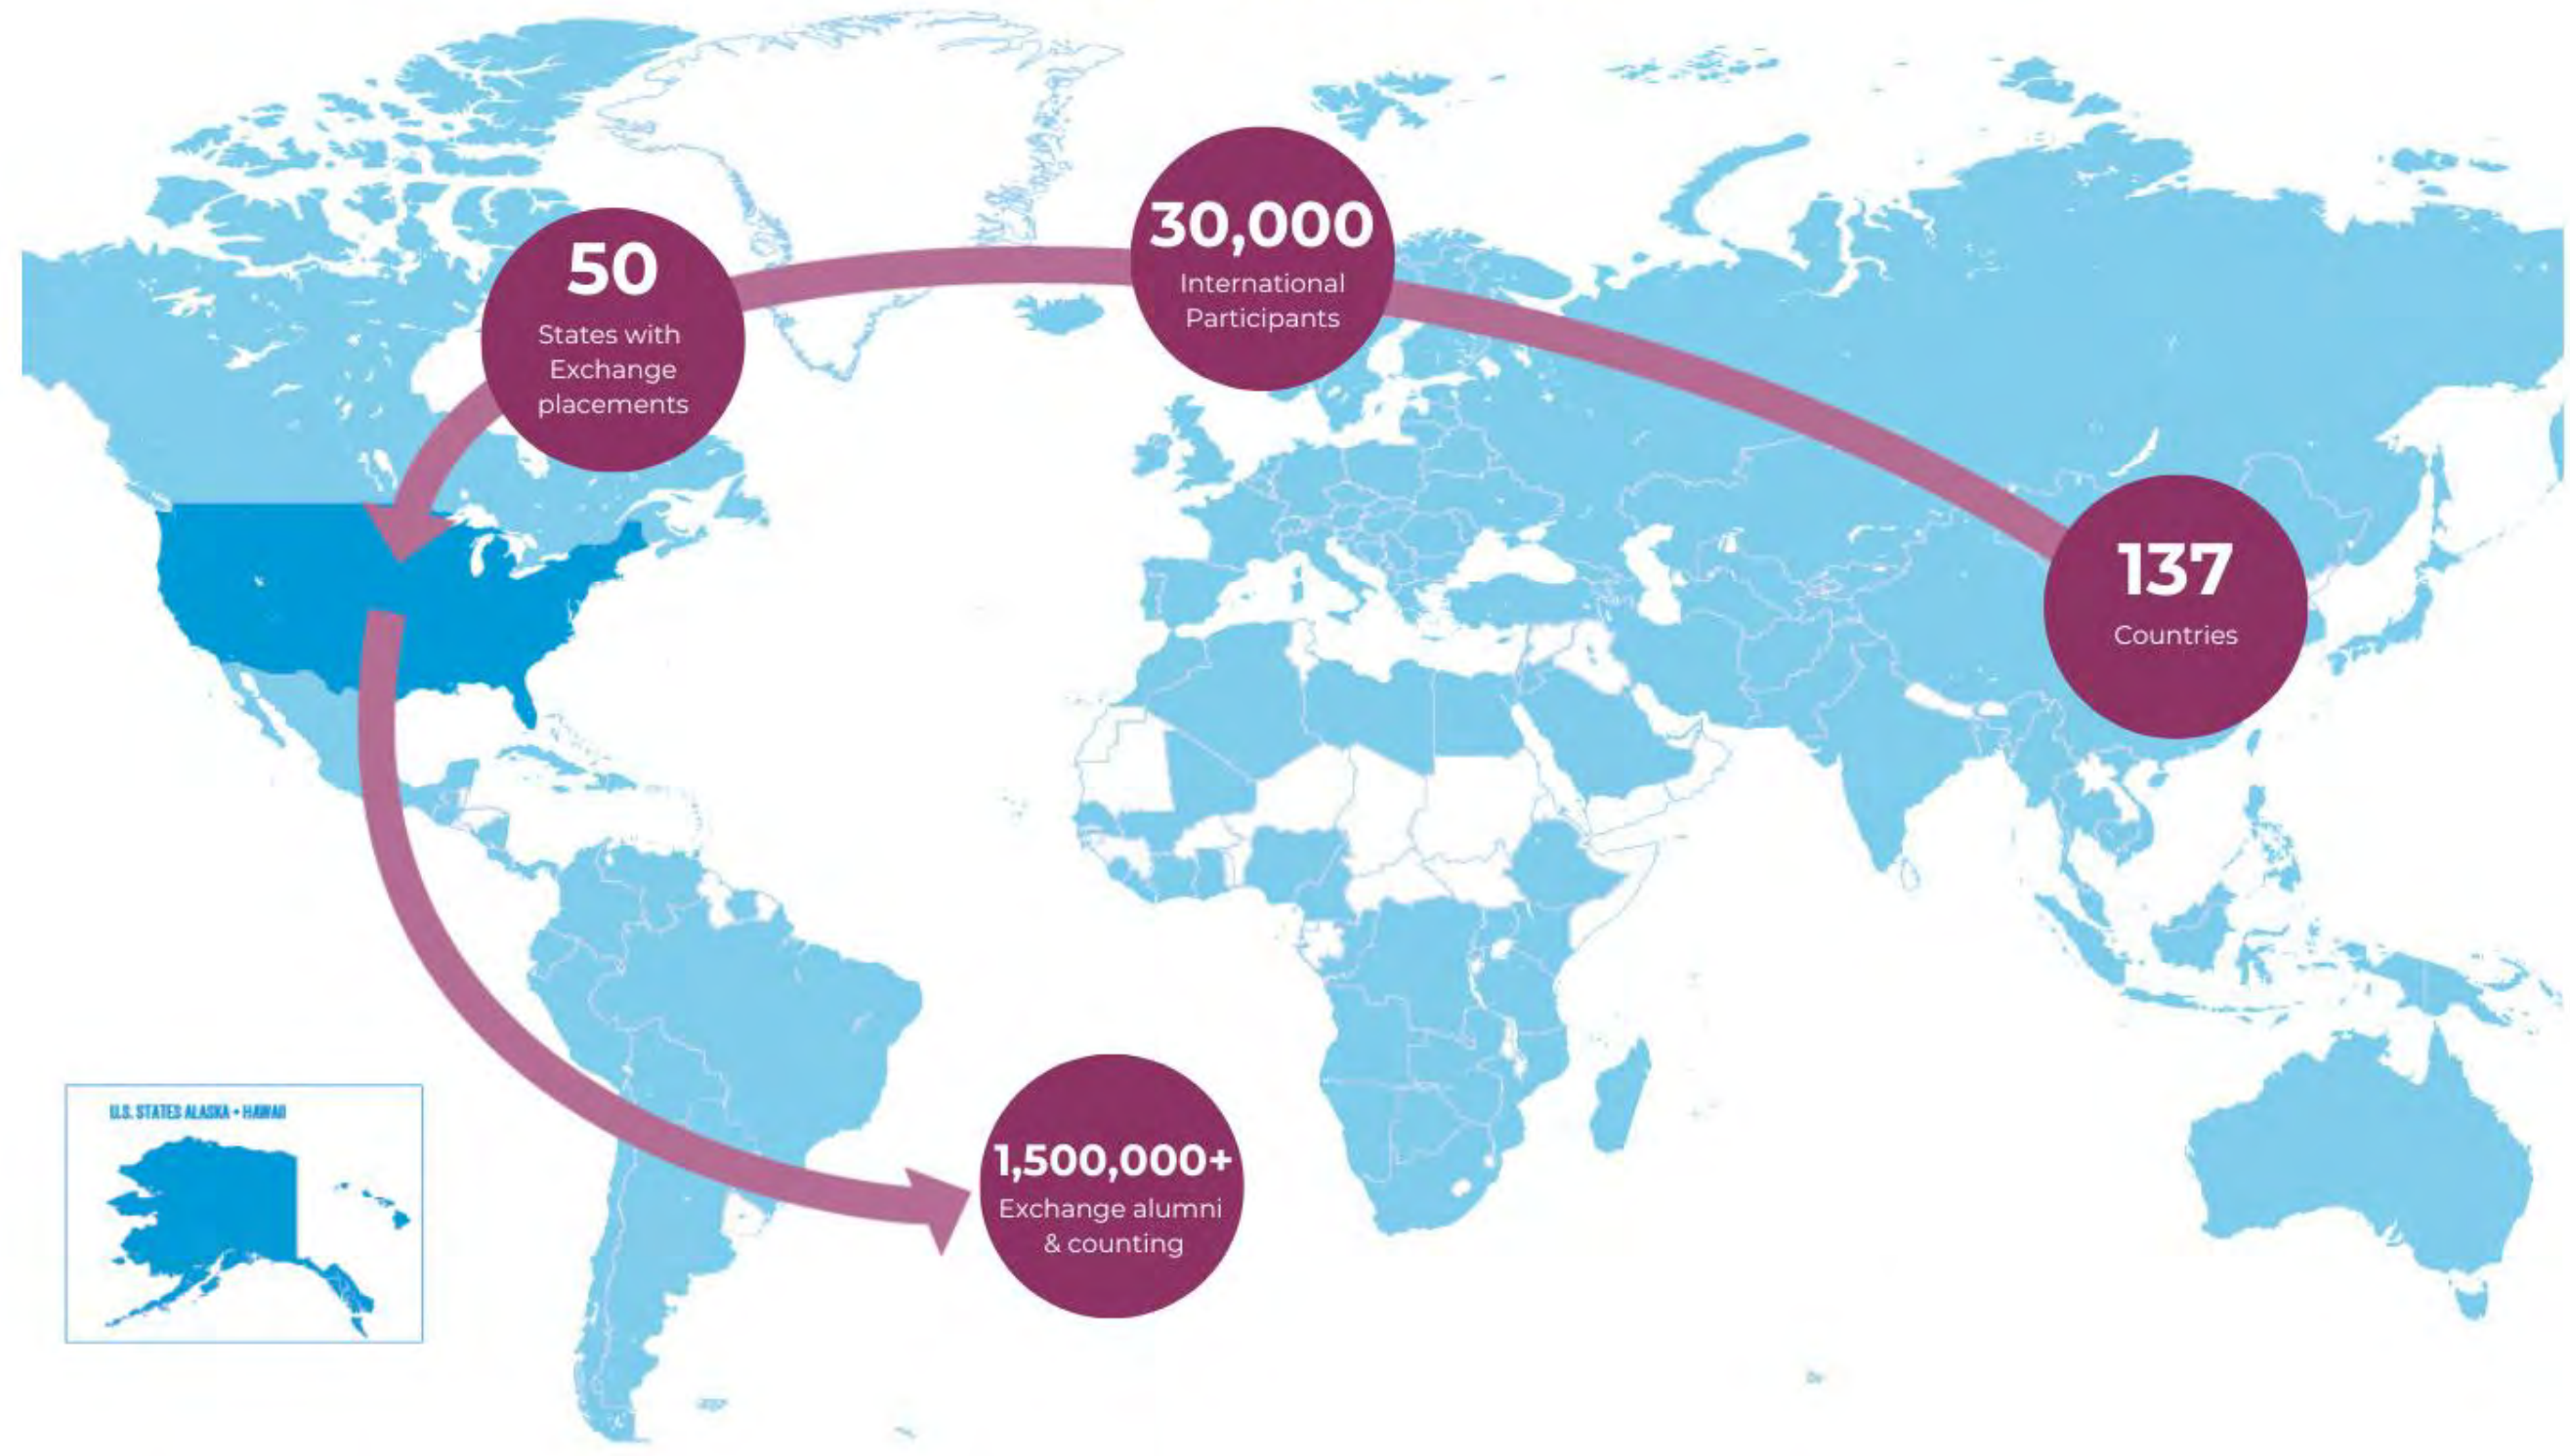 50
States with
Exchange
placements
30,000
International
Participants
137
Countries
1,500,000+
Exchange alumni
& counting
U.S. STATES ALASKA + HAWAII